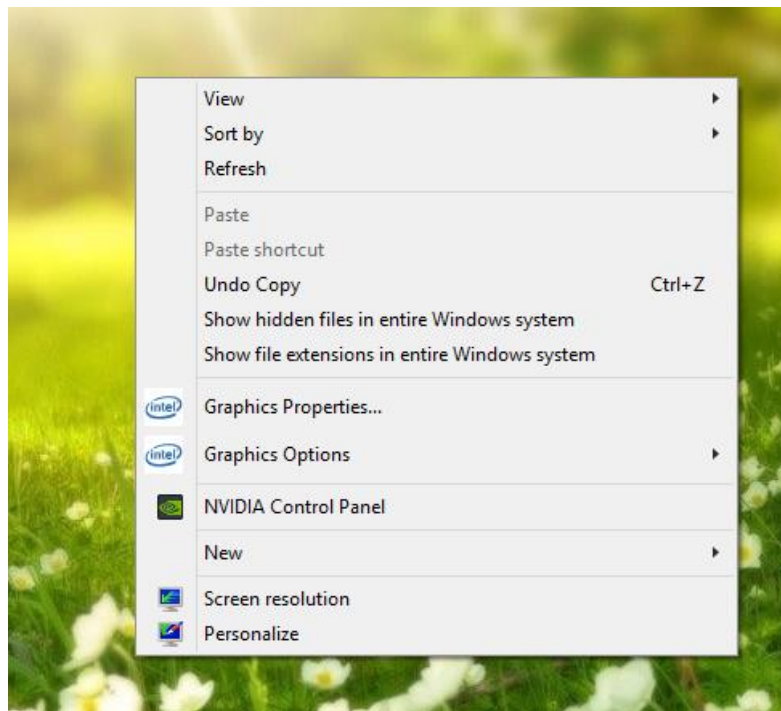 View
Sort by
Refresh
Paste
Paste shortcut
Undo Copy Ctrl+Z
Show hidden files in entire Windows system
Show file extensions in entire Windows system
intel Graphics Properties...
intel Graphics Options
NVIDIA Control Panel
New
Screen resolution
Personalize